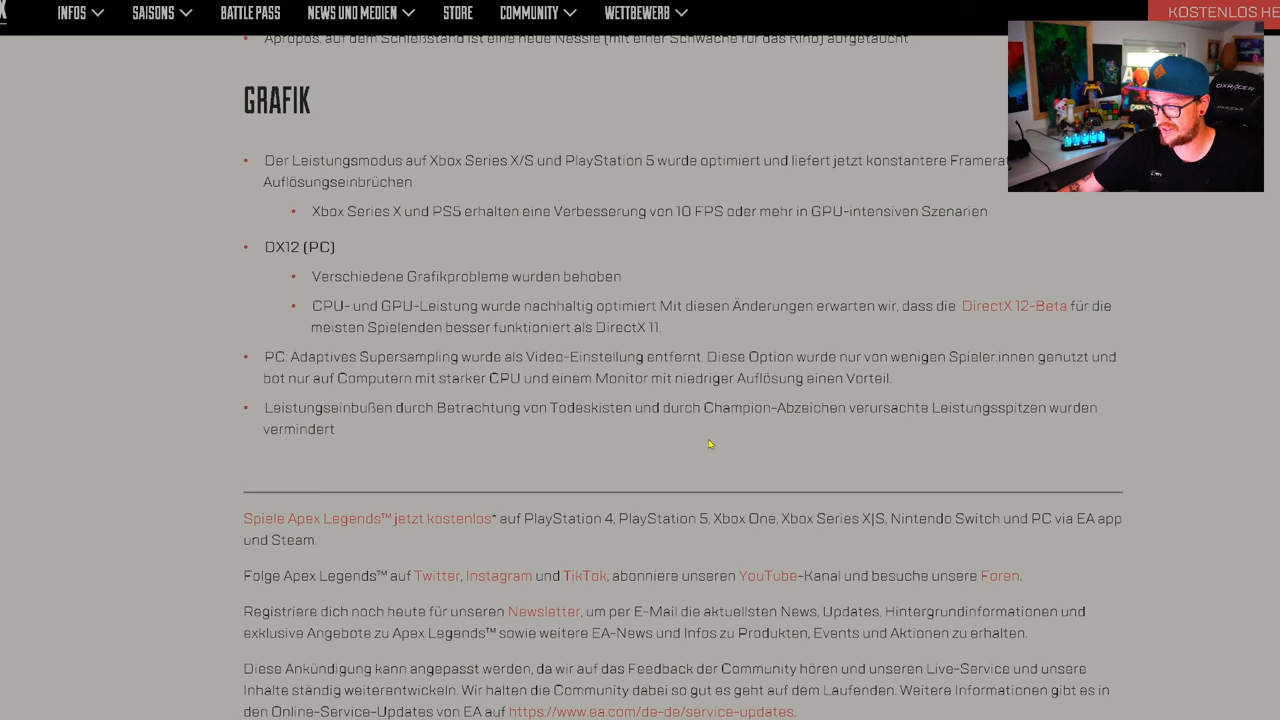 INFOS SAISONS BATTLE PASS NEWS UND MEDIEN STORE COMMUNITY WETTBEWERB KOSTENLOS HE
Apropos, auf dem Schießstand ist eine neue Nessie (mit einer Schwäche für das Kino) aufgetaucht
GRAFIK
• Der Leistungsmodus auf Xbox Series X/S und PlayStation 5 wurde optimiert und liefert jetzt konstantere
Auflösungseinbrüchen
• Xbox Series X und PS5 erhalten eine Verbesserung von 10 FPS oder mehr in GPU-intensiven Szenarien
• DX12 (PC)
• Verschiedene Grafikprobleme wurden behoben
• CPU- und GPU-Leistung wurde nachhaltig optimiert Mit diesen Änderungen erwarten wir, dass die DirectX 12-Beta für die
meisten Spielenden besser funktioniert als DirectX 11.
• PC: Adaptives Supersampling wurde als Video-Einstellung entfernt. Diese Option wurde nur von wenigen Spieler:innen genutzt und
bot nur auf Computern mit starker CPU und einem Monitor mit niedriger Auflösung einen Vorteil.
• Leistungseinbußen durch Betrachtung von Todeskisten und durch Champion-Abzeichen verursachte Leistungsspitzen wurden
vermindert
Spiele Apex Legends™ jetzt kostenlos* auf PlayStation 4, PlayStation 5, Xbox One, Xbox Series X|S, Nintendo Switch und PC via EA app
und Steam.
Folge Apex Legends™ auf Twitter, Instagram und TikTok, abonniere unseren YouTube-Kanal und besuche unsere Foren.
Registriere dich noch heute für unseren Newsletter, um per E-Mail die aktuellsten News, Updates, Hintergrundinformationen und
exklusive Angebote zu Apex Legends™ sowie weitere EA-News und Infos zu Produkten, Events und Aktionen zu erhalten.
Diese Ankündigung kann angepasst werden, da wir auf das Feedback der Community hören und unseren Live-Service und unsere
Inhalte ständig weiterentwickeln. Wir halten die Community dabei so gut es geht auf dem Laufenden. Weitere Informationen gibt es in
den Online-Service-Updates von EA auf https://www.ea.com/de-de/service-updates.